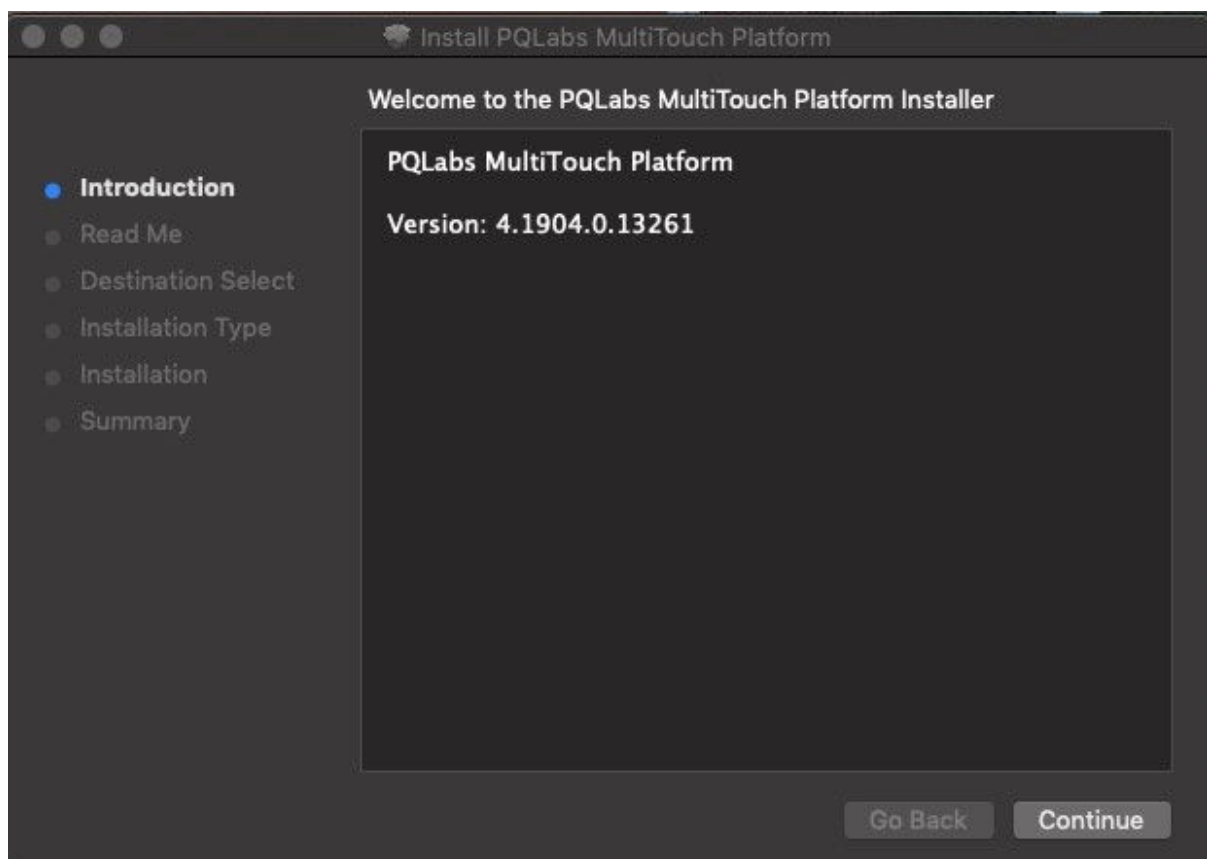 Install PQLabs MultiTouch Platform
Welcome to the PQLabs MultiTouch Platform Installer
Introduction
Read Me
Destination Select
Installation Type
Installation
Summary
PQLabs MultiTouch Platform
Version: 4.1904.0.13261
Go Back
Continue